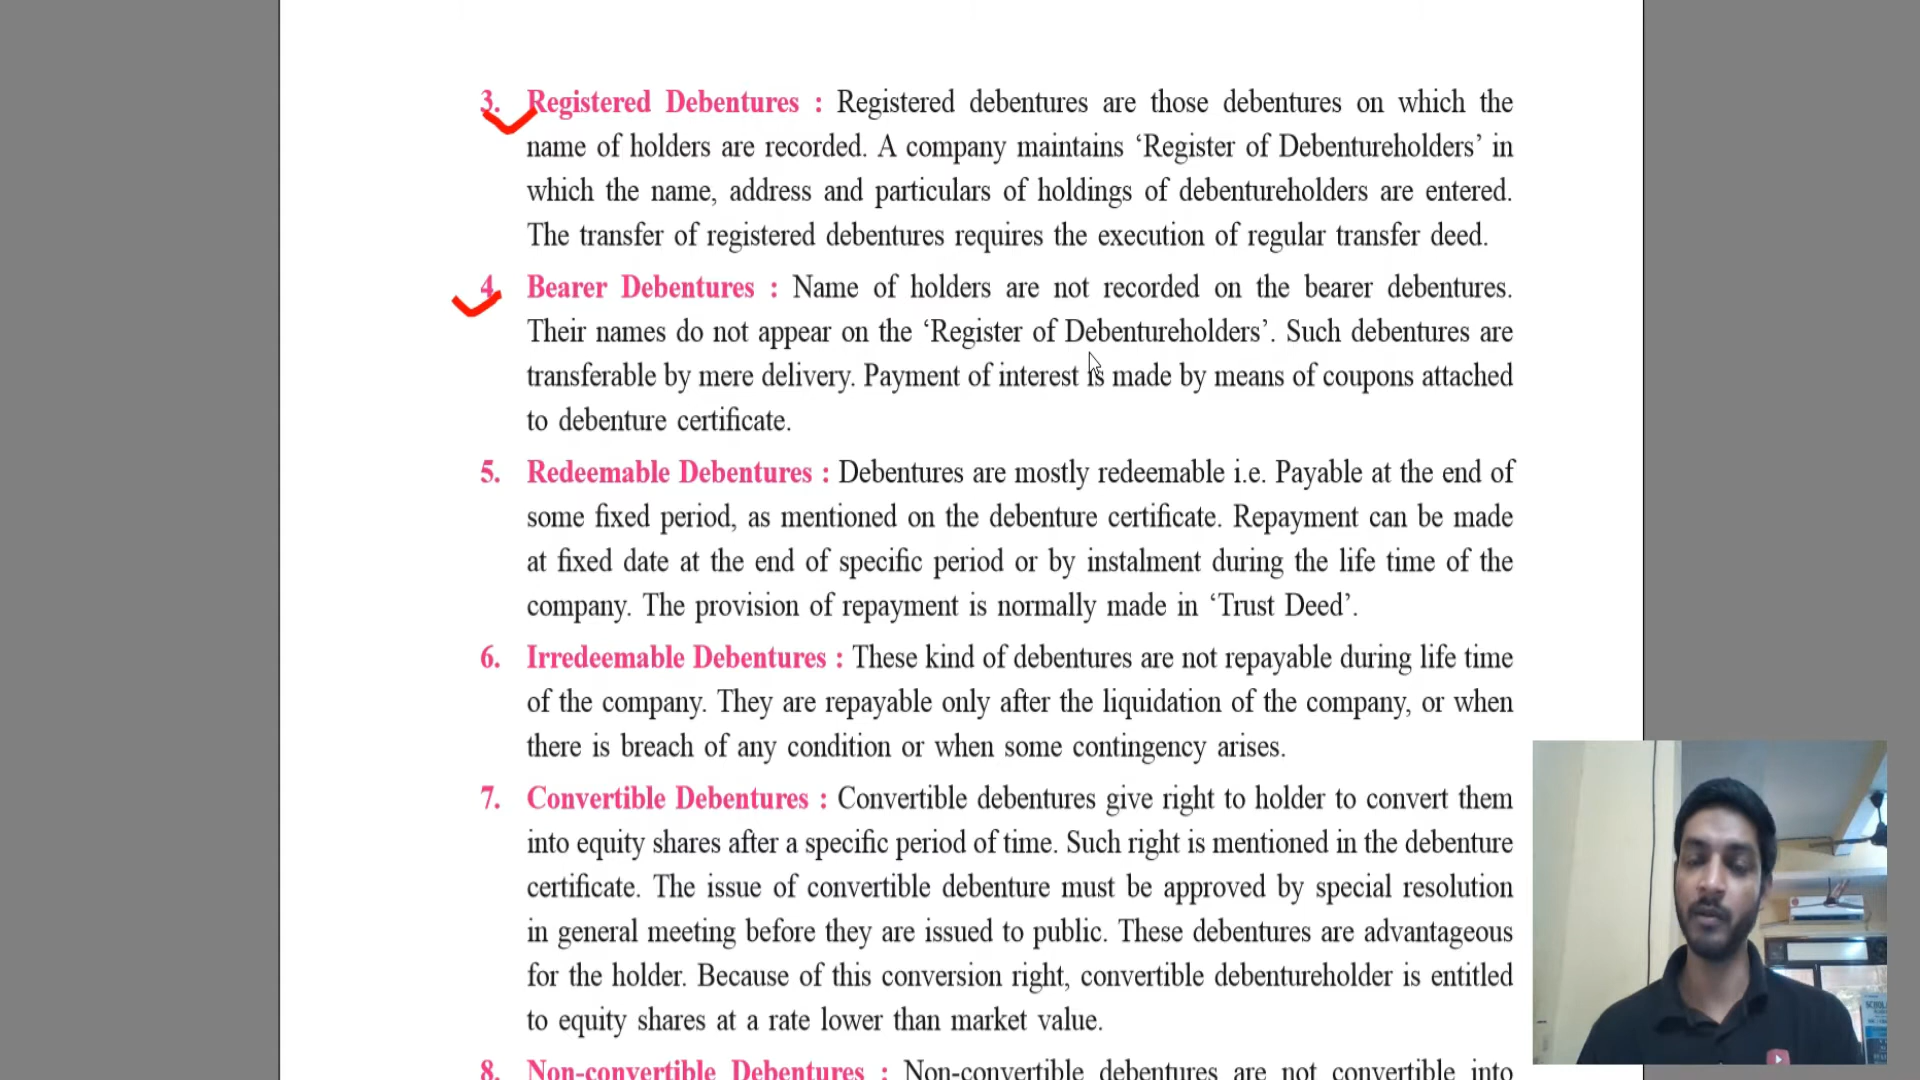 3. Registered Debentures : Registered debentures are those debentures on which the
name of holders are recorded. A company maintains ‘Register of Debentureholders’ in
which the name, address and particulars of holdings of debentureholders are entered.
The transfer of registered debentures requires the execution of regular transfer deed.
4. Bearer Debentures : Name of holders are not recorded on the bearer debentures.
Their names do not appear on the ‘Register of Debentureholders’. Such debentures are
transferable by mere delivery. Payment of interest is made by means of coupons attached
to debenture certificate.
5. Redeemable Debentures : Debentures are mostly redeemable i.e. Payable at the end of
some fixed period, as mentioned on the debenture certificate. Repayment can be made
at fixed date at the end of specific period or by instalment during the life time of the
company. The provision of repayment is normally made in ‘Trust Deed’.
6. Irredeemable Debentures : These kind of debentures are not repayable during life time
of the company. They are repayable only after the liquidation of the company, or when
there is breach of any condition or when some contingency arises.
7. Convertible Debentures : Convertible debentures give right to holder to convert them
into equity shares after a specific period of time. Such right is mentioned in the debenture
certificate. The issue of convertible debenture must be approved by special resolution
in general meeting before they are issued to public. These debentures are advantageous
for the holder. Because of this conversion right, convertible debentureholder is entitled
to equity shares at a rate lower than market value.
8. Non-convertible Debentures : Non-convertible debentures are not convertible into